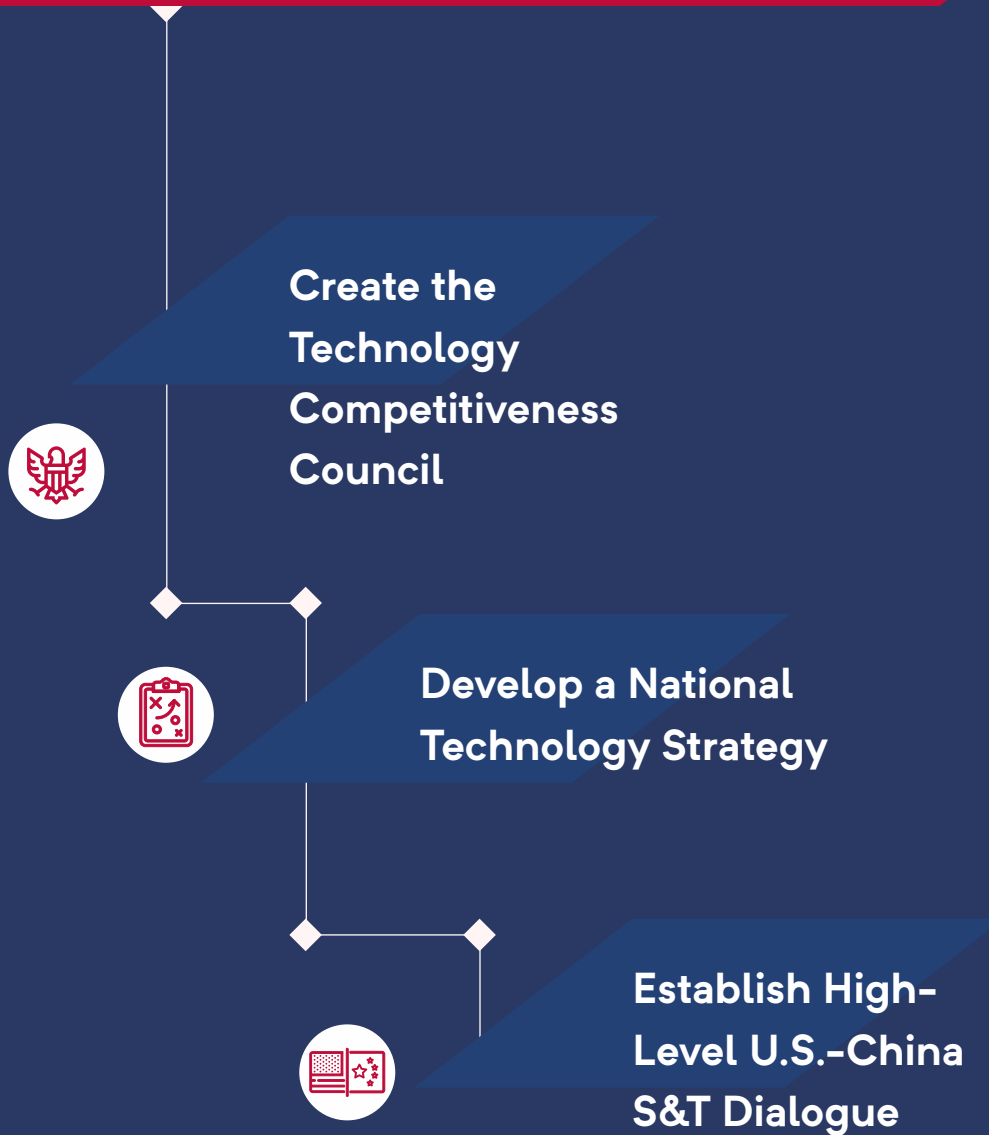 Create the
Technology
Competitiveness
Council
Develop a National
Technology Strategy
Establish High-
Level U.S.-China
S&T Dialogue